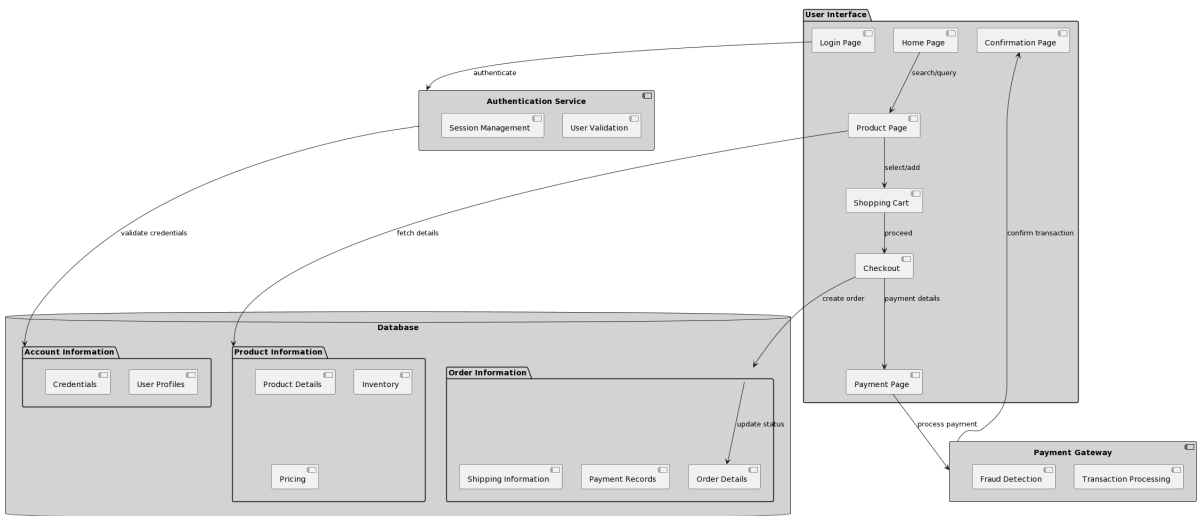 User Interface
Login Page
Home Page
Confirmation Page
authenticate
search/query
Authentication Service
Session Management
User Validation
Product Page
select/add
Shopping Cart
validate credentials
fetch details
proceed
confirm transaction
Checkout
create order
payment details
Database
Account Information
Credentials
User Profiles
Product Information
Product Details
Inventory
Pricing
Order Information
update status
Shipping Information
Payment Records
Order Details
Payment Page
process payment
Payment Gateway
Fraud Detection
Transaction Processing